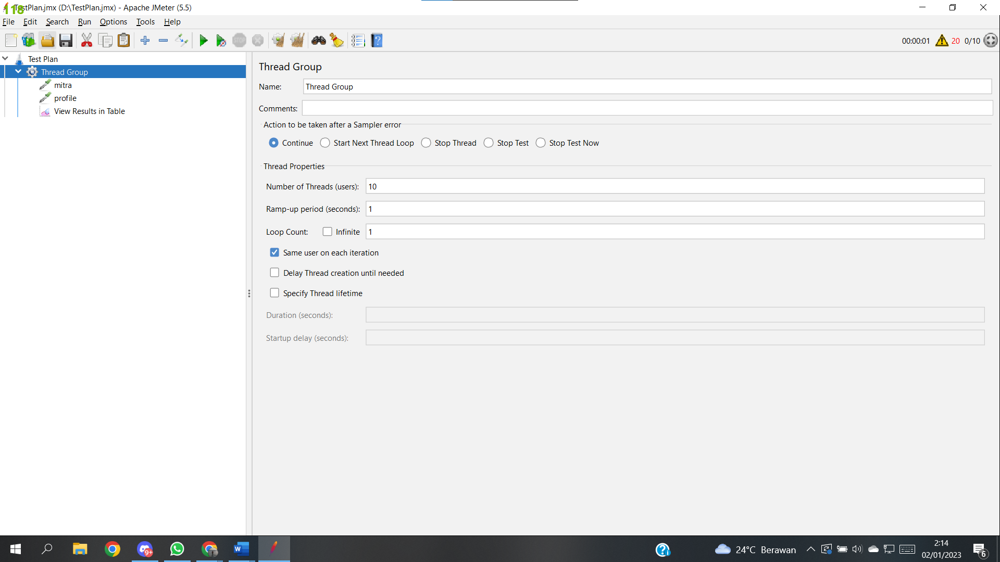 118
TestPlan.jmx (D:\TestPlan.jmx) - Apache JMeter (5.5)
File Edit Search Run Options Tools Help
STOP
00:00:01 20 0/10
Test Plan
Thread Group
mitra
profile
View Results in Table
Thread Group
Name: Thread Group
Comments:
Action to be taken after a Sampler error
Continue Start Next Thread Loop Stop Thread Stop Test Stop Test Now
Thread Properties
Number of Threads (users): 10
Ramp-up period (seconds): 1
Loop Count: Infinite 1
Same user on each iteration
Delay Thread creation until needed
Specify Thread lifetime
Duration (seconds):
Startup delay (seconds):
9+
W
24°C Berawan
2:14
02/01/2023
6